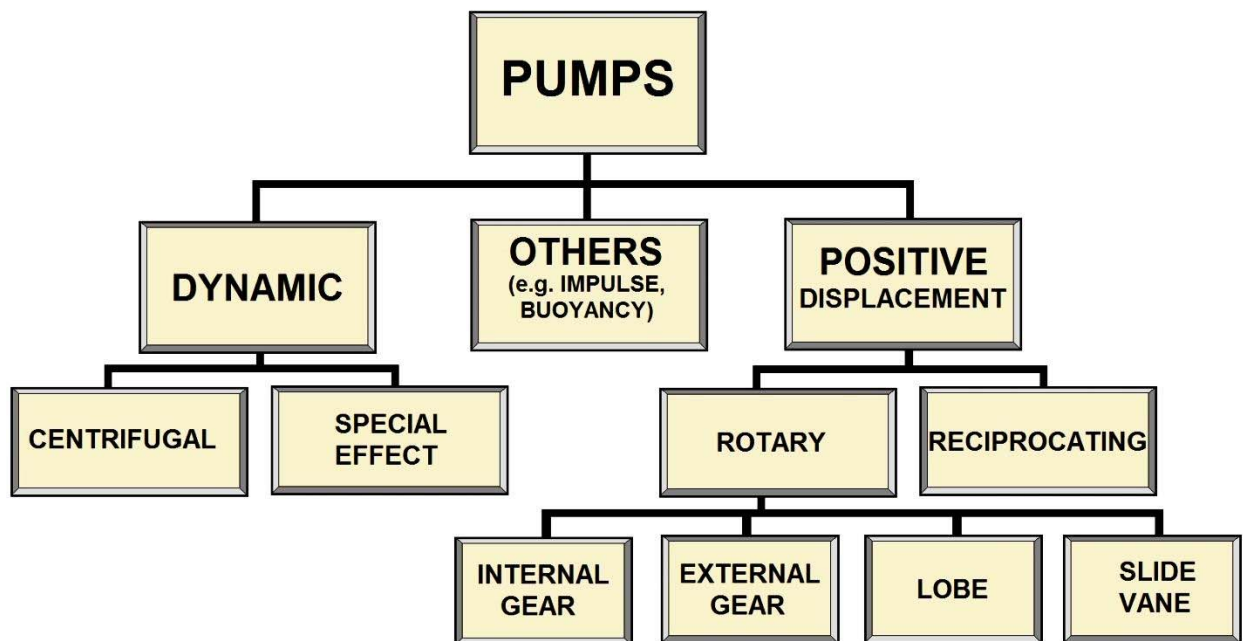 PUMPS
DYNAMIC
OTHERS
(e.g. IMPULSE,
BUOYANCY)
POSITIVE
DISPLACEMENT
CENTRIFUGAL
SPECIAL
EFFECT
ROTARY
RECIPROCATING
INTERNAL
GEAR
EXTERNAL
GEAR
LOBE
SLIDE
VANE